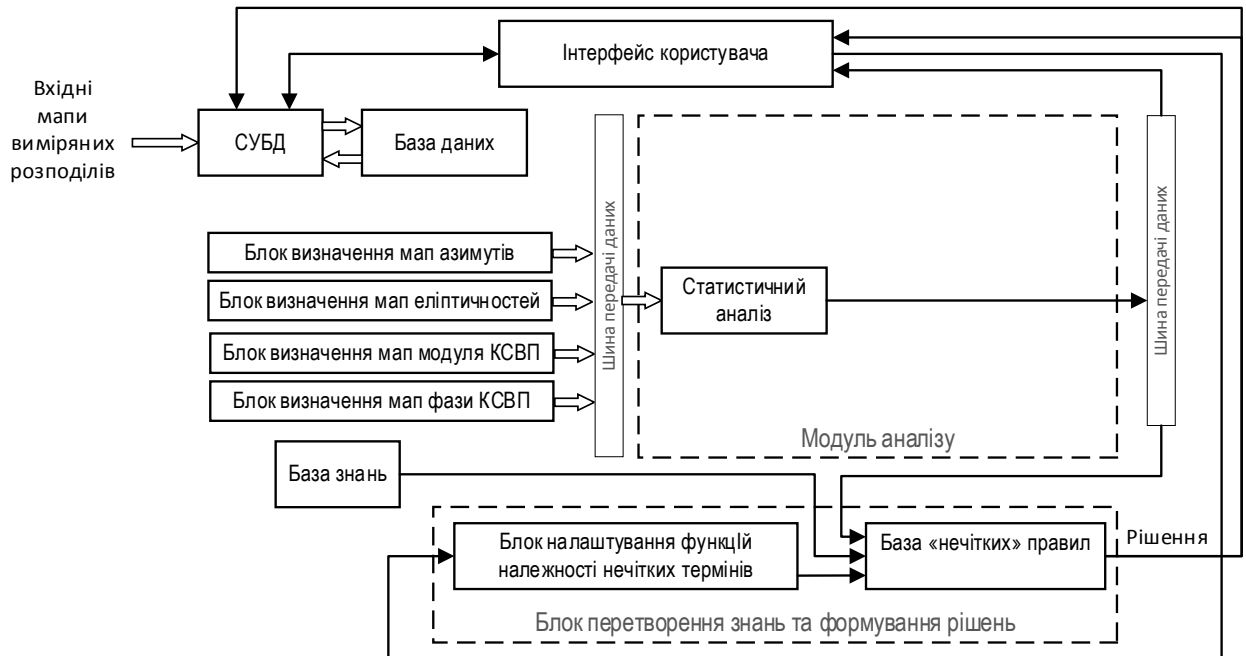 Інтерфейс користувача
Вхідні
мапи
виміряних
розподілів
СУБД
База даних
Блок визначення мап азимутів
Блок визначення мап еліптичностей
Блок визначення мап модуля КСВП
Блок визначення мап фази КСВП
Шина передачі даних
Статистичний
аналіз
Модуль аналізу
Шина передачі даних
База знань
Блок налаштування функцІй
належності нечітких термінів
База «нечітких» правил
Рішення
Блок перетворення знань та формування рішень